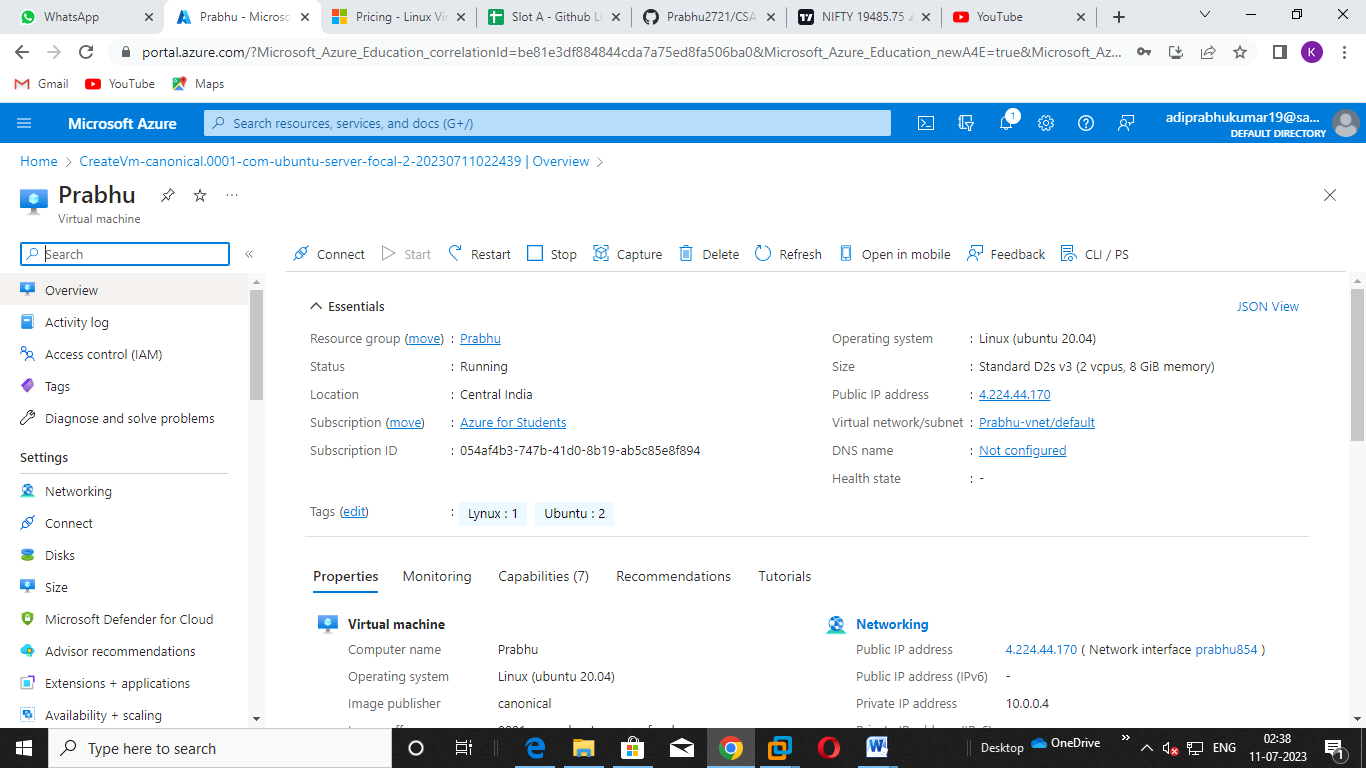 WhatsApp
Prabhu - Microso
Pricing - Linux Vi
Slot A - Github Li
Prabhu2721/CSA
NIFTY 19485.75
YouTube
portal.azure.com/?Microsoft_Azure_Education_correlationId=be81e3df884844cda7a75ed8fa506ba0&Microsoft_Azure_Education_newA4E=true&Microsoft_Az...
K
Gmail YouTube Maps
Microsoft Azure
Search resources, services, and docs (G+/)
1
adiprabhukumar19@sa...
DEFAULT DIRECTORY
Home > CreateVm-canonical.0001-com-ubuntu-server-focal-2-20230711022439 | Overview >
Prabhu
Virtual machine
Search
Connect Start Restart Stop Capture Delete Refresh Open in mobile Feedback CLI / PS
Overview
Activity log
Access control (IAM)
Tags
Diagnose and solve problems
Settings
Networking
Connect
Disks
Size
Microsoft Defender for Cloud
Advisor recommendations
Extensions + applications
Availability + scaling
Essentials
JSON View
Resource group (move) : Prabhu
Status : Running
Location : Central India
Subscription (move) : Azure for Students
Subscription ID : 054af4b3-747b-41d0-8b19-ab5c85e8f894
Operating system : Linux (ubuntu 20.04)
Size : Standard D2s v3 (2 vcpus, 8 GiB memory)
Public IP address : 4.224.44.170
Virtual network/subnet : Prabhu-vnet/default
DNS name : Not configured
Health state : -
Tags (edit) : Lynux : 1 Ubuntu : 2
Properties Monitoring Capabilities (7) Recommendations Tutorials
Virtual machine
Computer name Prabhu
Operating system Linux (ubuntu 20.04)
Image publisher canonical
Networking
Public IP address 4.224.44.170 ( Network interface prabhu854 )
Public IP address (IPv6) -
Private IP address 10.0.0.4
Type here to search
Desktop
OneDrive
ENG
02:38
11-07-2023
1